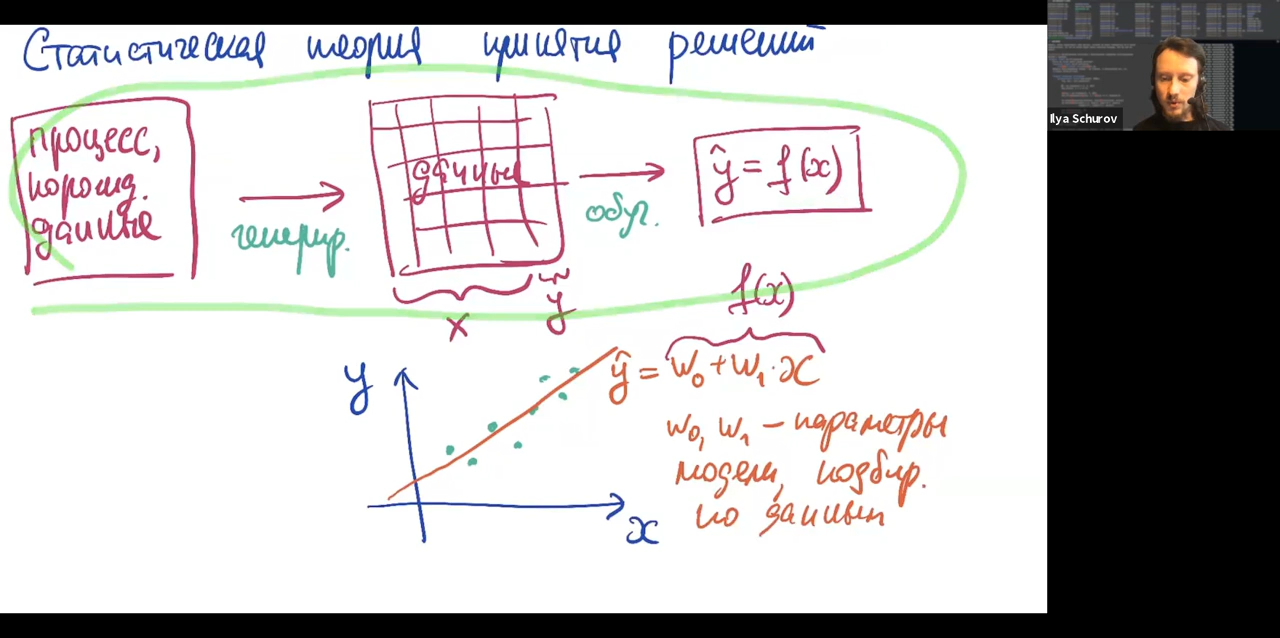 Статистическая теория принятия решений
процесс,
порожд.
данные
генерир.
данные
обуч.
ŷ = f(x)
x
y
f(x)
y
ŷ = w₀ + w₁·x
w₀, w₁ – параметры
модели, подбир.
по данным
x
Ilya Schurov